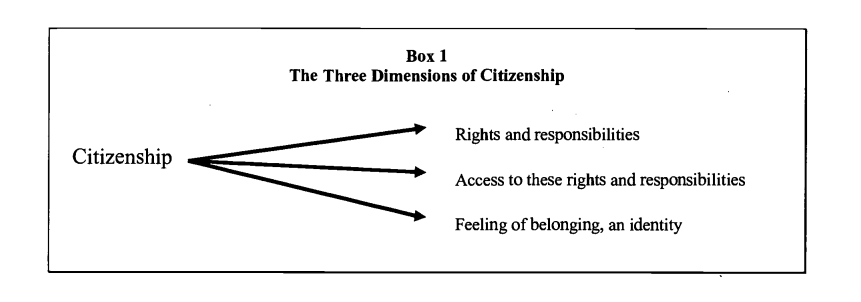 Box 1
The Three Dimensions of Citizenship
Rights and responsibilities
Citizenship
Access to these rights and responsibilities
Feeling of belonging, an identity